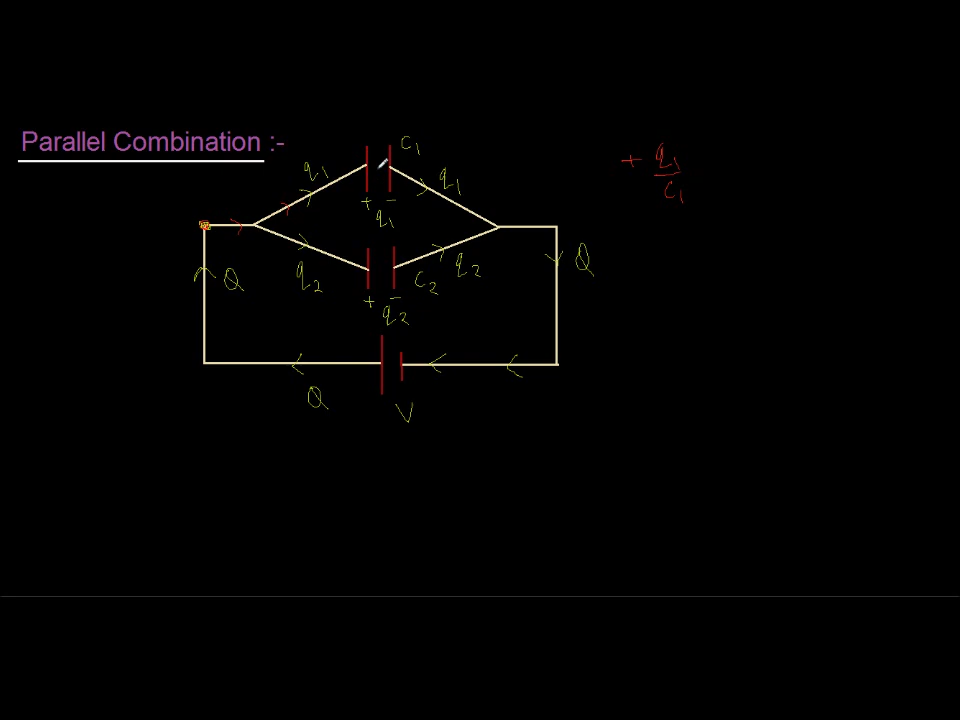 Parallel Combination :-
C1
q1
q1
+ q1
C1
+ -
q1
Q
q2
C2
q2
Q
+ -
q2
Q
V